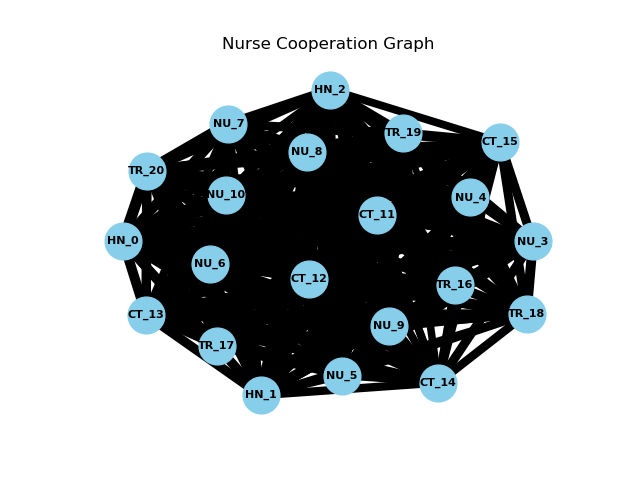 Nurse Cooperation Graph
HN_2
NU_7
TR_19
CT_15
NU_8
TR_20
NU_10
NU_4
CT_11
HN_0
NU_3
NU_6
CT_12
TR_16
CT_13
TR_18
NU_9
TR_17
NU_5
CT_14
HN_1